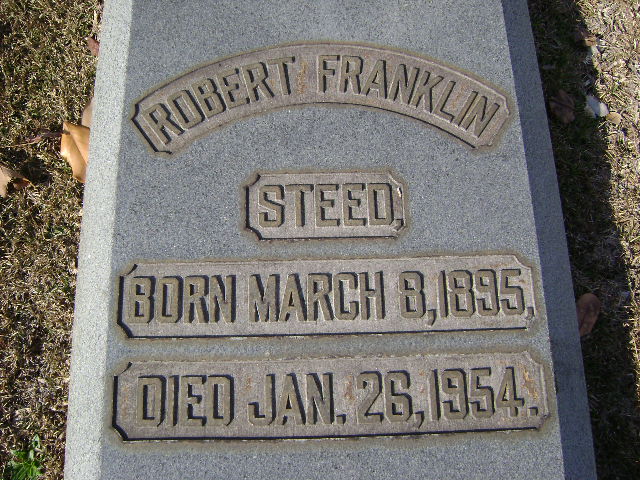 ROBERT FRANKLIN
STEED.
BORN MARCH 8, 1895.
DIED JAN. 26, 1954.